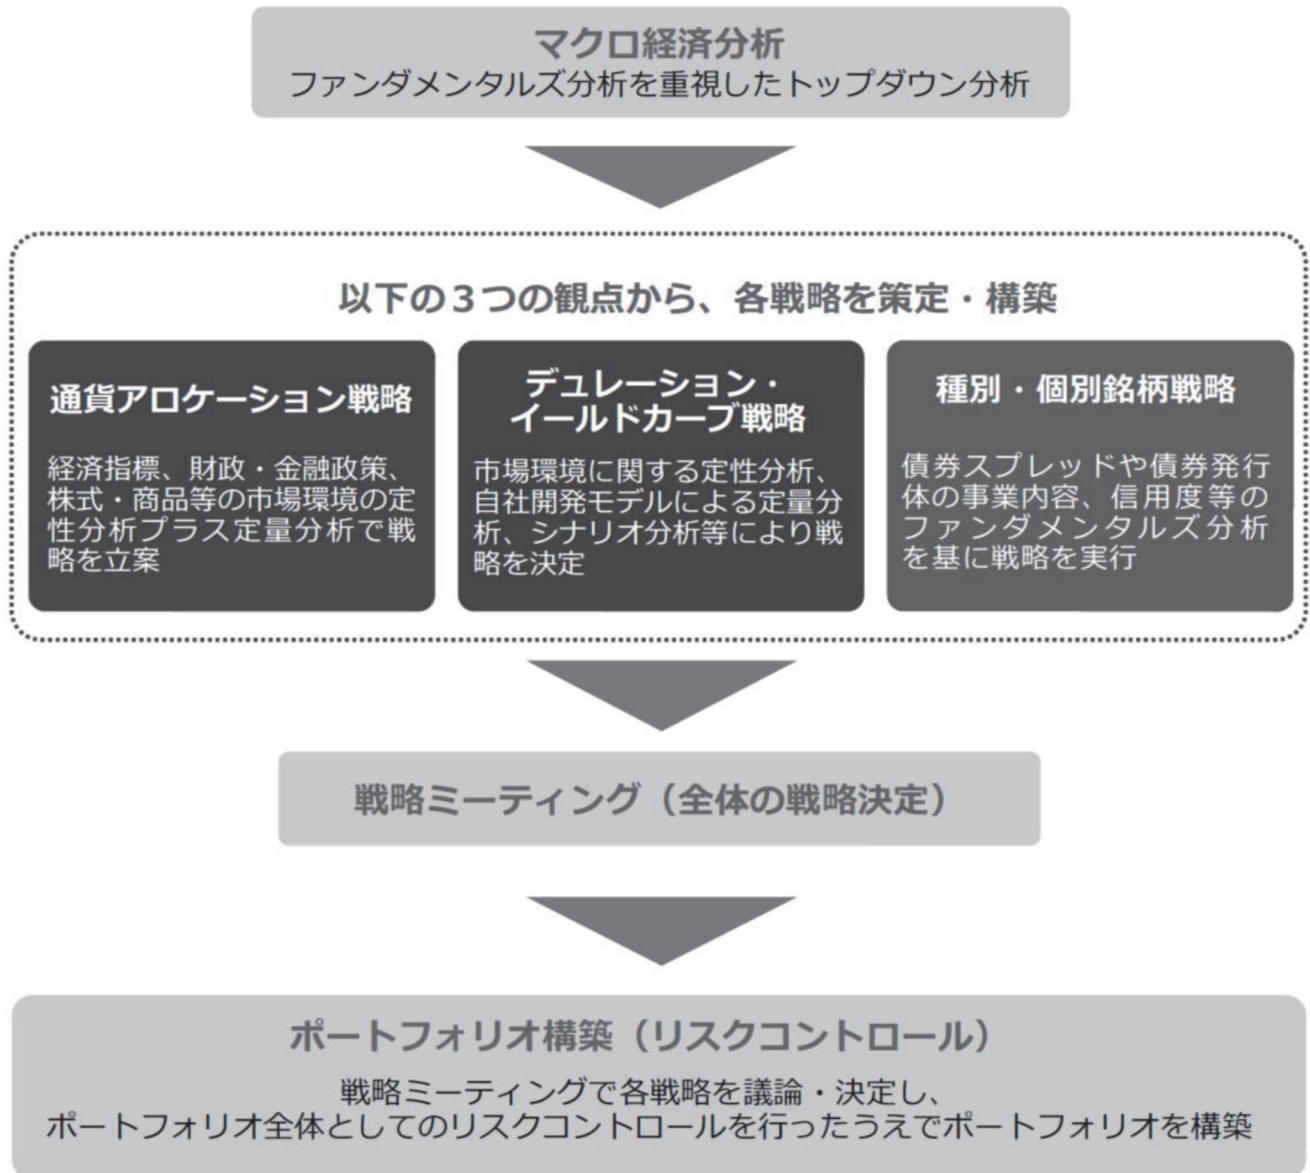 マクロ経済分析
ファンダメンタルズ分析を重視したトップダウン分析
以下の３つの観点から、各戦略を策定・構築
通貨アロケーション戦略
経済指標、財政・金融政策、
株式・商品等の市場環境の定
性分析プラス定量分析で戦
略を立案
デュレーション・
イールドカーブ戦略
市場環境に関する定性分析、
自社開発モデルによる定量分
析、シナリオ分析等により戦
略を決定
種別・個別銘柄戦略
債券スプレッドや債券発行
体の事業内容、信用度等の
ファンダメンタルズ分析
を基に戦略を実行
戦略ミーティング（全体の戦略決定）
ポートフォリオ構築（リスクコントロール）
戦略ミーティングで各戦略を議論・決定し、
ポートフォリオ全体としてのリスクコントロールを行ったうえでポートフォリオを構築